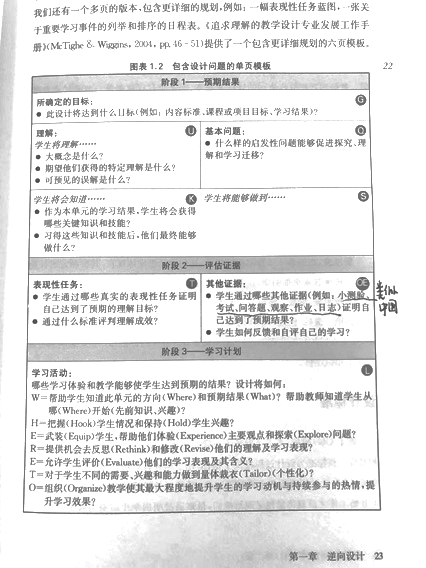 我们还有一个多页的版本,包含更详细的规划,例如:一幅表现性任务蓝图,一张关
于重要学习事件的列举和排序的日程表。《追求理解的教学设计专业发展工作手
册》(McTighe & Wiggins, 2004, pp. 46-51)提供了一个包含更详细规划的六页模板。
图表 1.2 包含设计问题的单页模板
22
阶段 1——预期结果
所确定的目标:
G
● 此设计将达到什么目标(例如:内容标准、课程或项目目标、学习结果)?
理解:
U
学生将理解……
● 大概念是什么?
● 期望他们获得的特定理解是什么?
● 可预见的误解是什么?
基本问题:
Q
● 什么样的启发性问题能够促进探究、理
解和学习迁移?
学生将会知道……
K
● 作为本单元的学习结果,学生将会获得
哪些关键知识和技能?
● 习得这些知识和技能后,他们最终能够
做什么?
学生将能够做到……
S
阶段 2——评估证据
表现性任务:
T
● 学生通过哪些真实的表现性任务证明
自己达到了预期的理解目标?
● 通过什么标准评判理解成效?
其他证据:
OE
● 学生通过哪些其他证据(例如:小测验、
考试、问答题、观察、作业、日志)证明自
己达到了预期结果?
● 学生如何反馈和自评自己的学习?
类似
中国
阶段 3——学习计划
学习活动:
L
哪些学习体验和教学能够使学生达到预期的结果?设计将如何:
W=帮助学生知道此单元的方向(Where)和预期结果(What)?帮助教师知道学生从
哪(Where)开始(先前知识、兴趣)?
H=把握(Hook)学生情况和保持(Hold)学生兴趣?
E=武装(Equip)学生,帮助他们体验(Experience)主要观点和探索(Explore)问题?
R=提供机会去反思(Rethink)和修改(Revise)他们的理解及学习表现?
E=允许学生评价(Evaluate)他们的学习表现及其含义?
T=对于学生不同的需要、兴趣和能力做到量体裁衣(Tailor)(个性化)?
O=组织(Organize)教学使其最大程度地提升学生的学习动机与持续参与的热情,提
升学习效果?
第一章 逆向设计 23